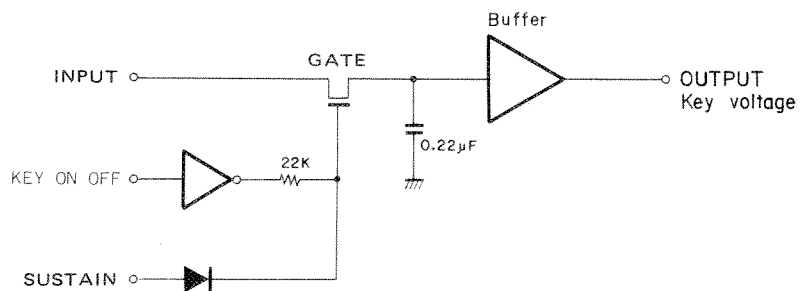 Buffer
GATE
INPUT
OUTPUT
Key voltage
0.22μF
22K
KEY ON OFF
SUSTAIN